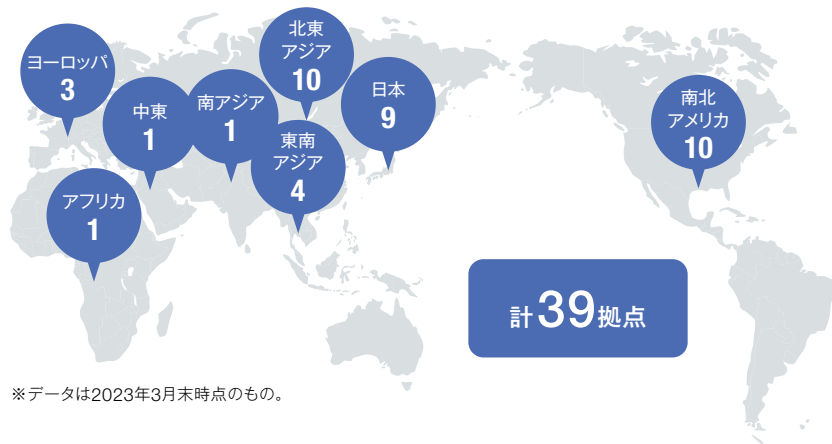 ヨーロッパ
3
中東
1
南アジア
1
北東
アジア
10
日本
9
東南
アジア
4
アフリカ
1
南北
アメリカ
10
計39拠点
※データは2023年3月末時点のもの。